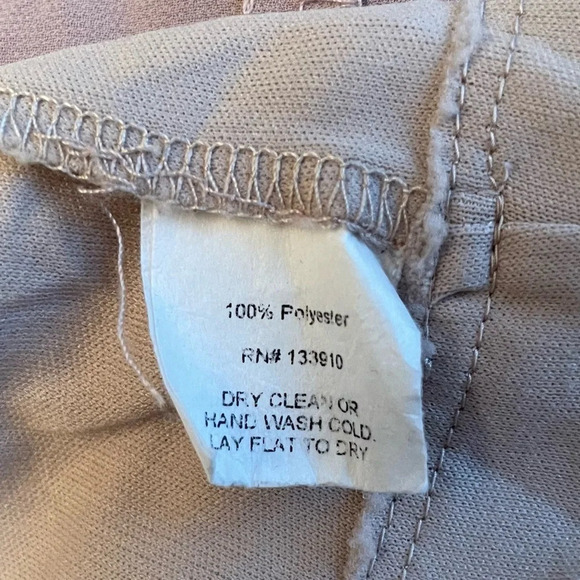 100% Polyester
RN# 133910
DRY CLEAN OR
HAND WASH COLD.
LAY FLAT TO DRY